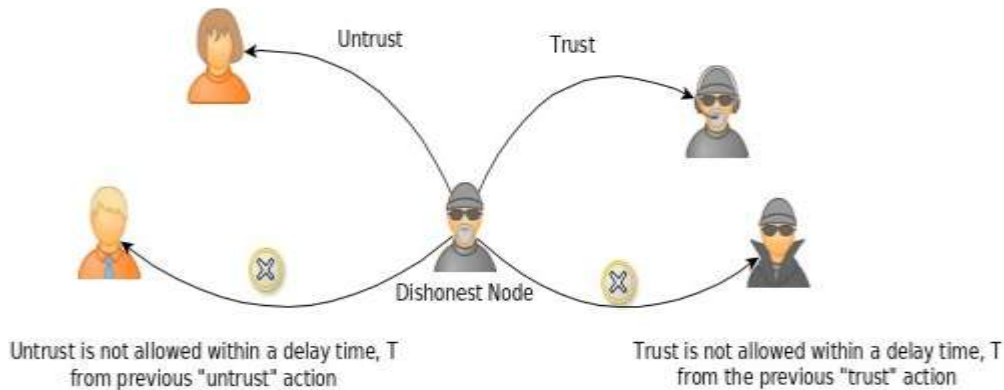 Untrust
Trust
Dishonest Node
Untrust is not allowed within a delay time, T
from previous "untrust" action
Trust is not allowed within a delay time, T
from the previous "trust" action